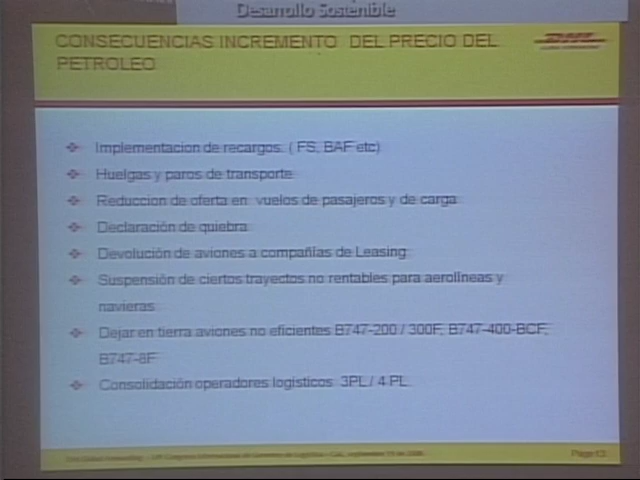 Desarrollo Sostenible
CONSECUENCIAS INCREMENTO DEL PRECIO DEL
PETROLEO
DHL
Implementacion de recargos. ( FS, BAF etc)
Huelgas y paros de transporte
Reduccion de oferta en vuelos de pasajeros y de carga
Declaración de quiebra
Devolución de aviones a compañías de Leasing
Suspensión de ciertos trayectos no rentables para aerolíneas y
navieras
Dejar en tierra aviones no eficientes B747-200 / 300F, B747-400-BCF,
B747-8F
Consolidación operadores logísticos 3PL / 4 PL